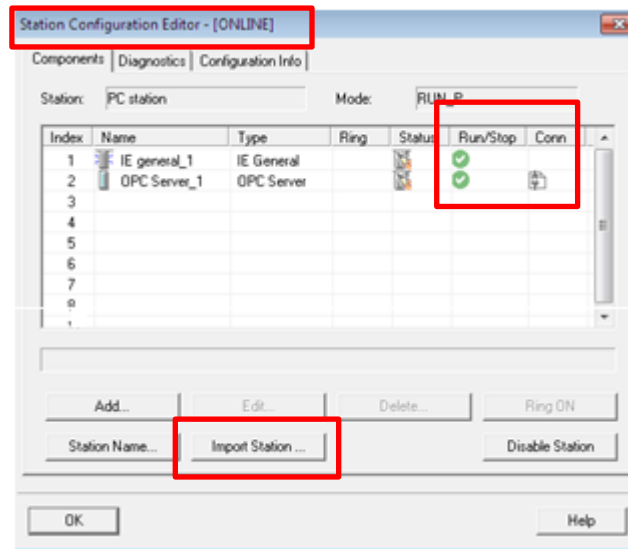 Station Configuration Editor - [ONLINE]
Components Diagnostics Configuration Info
Station: PC station Mode: RUN_P
Index Name Type Ring Status Run/Stop Conn
1 IE general_1 IE General
2 OPC Server_1 OPC Server
3
4
5
6
7
Add... Edit... Delete... Ring ON
Station Name... Import Station ... Disable Station
OK Help